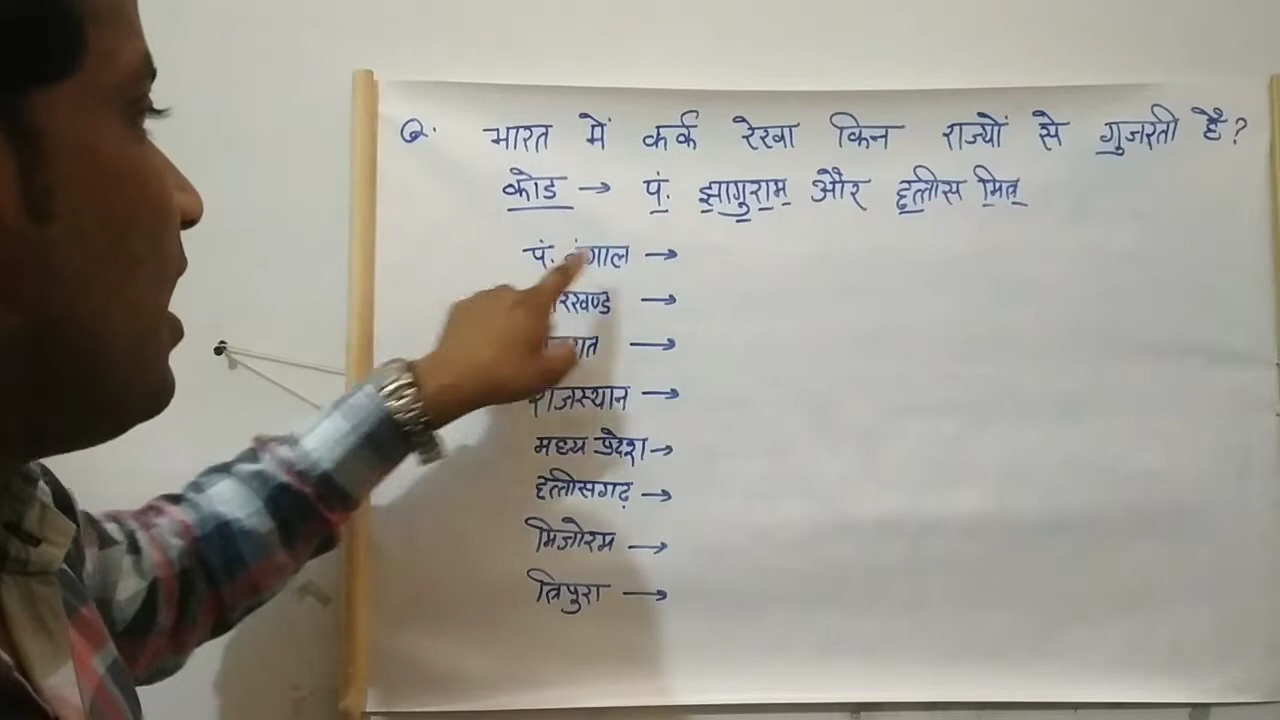 Q. भारत में कर्क रेखा किन राज्यों से गुजरती है?
कोड → पं. झागुराम और छत्तीस मित्र
पं. बंगाल →
→
→
राजस्थान →
मध्य प्रदेश →
छत्तीसगढ़ →
मिजोरम →
त्रिपुरा →